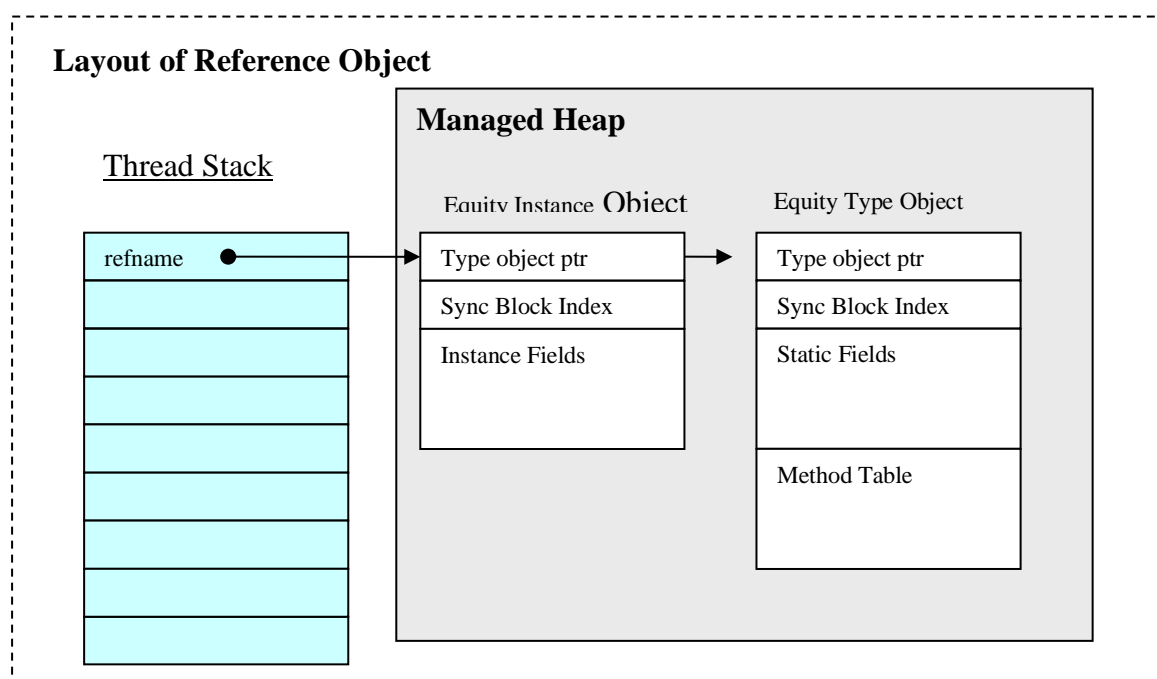 Layout of Reference Object
Managed Heap
Thread Stack
Equity Instance Object
Equity Type Object
refname
Type object ptr
Type object ptr
Sync Block Index
Sync Block Index
Instance Fields
Static Fields
Method Table